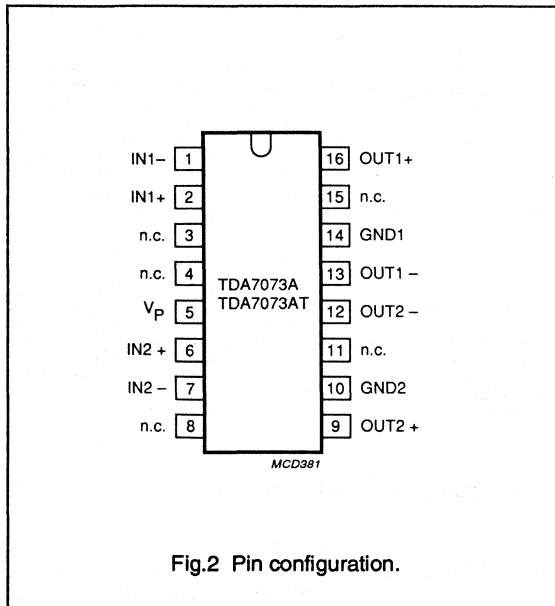 IN1− 1 16 OUT1+
IN1+ 2 15 n.c.
n.c. 3 14 GND1
n.c. 4 13 OUT1 −
TDA7073A
TDA7073AT
VP 5 12 OUT2 −
IN2 + 6 11 n.c.
IN2 − 7 10 GND2
n.c. 8 9 OUT2 +
MCD381
Fig.2 Pin configuration.